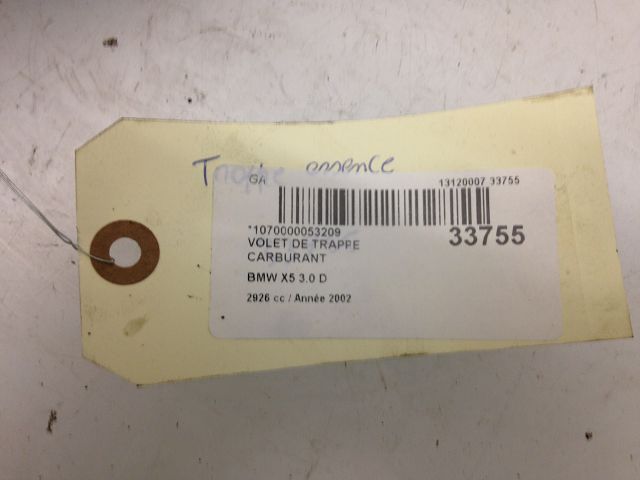 Trappe essence
GA 13120007 33755
*1070000053209
33755
VOLET DE TRAPPE
CARBURANT
BMW X5 3.0 D
2926 cc / Année 2002